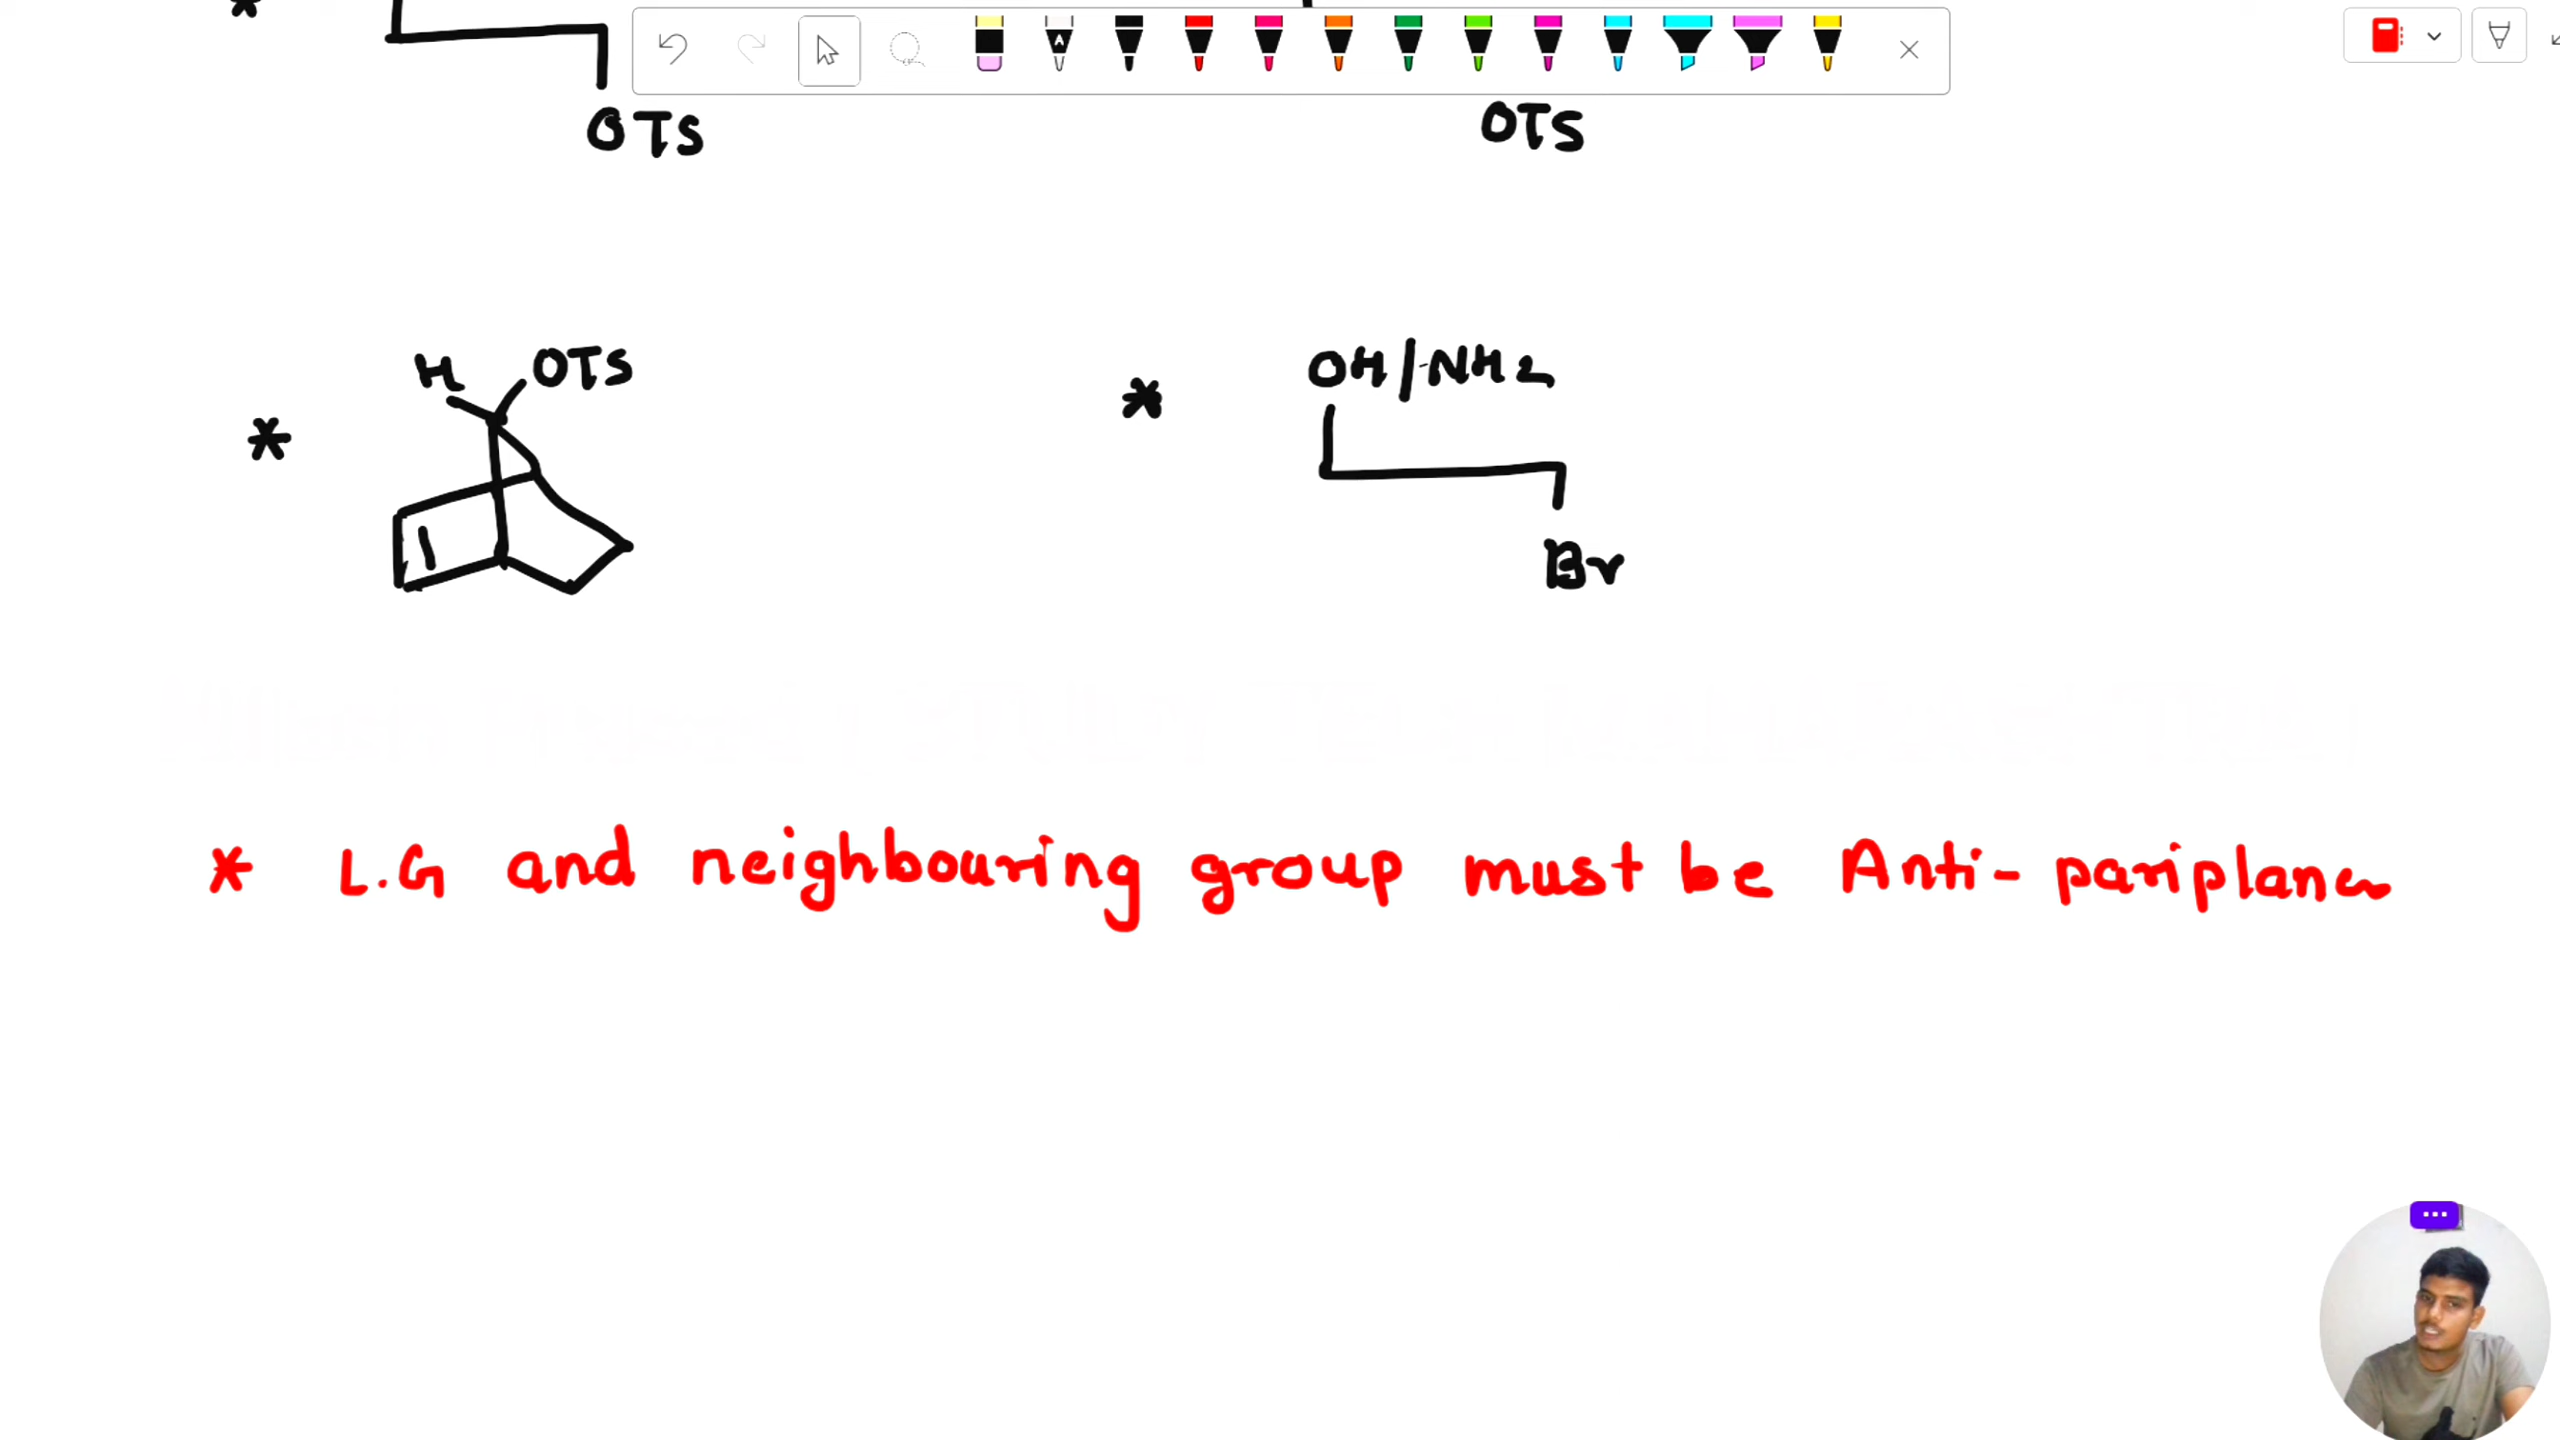 *
OTS OTS
H OTS
* OH/-NH2
*
Br
* L.G and neighbouring group must be Anti-pariplanar